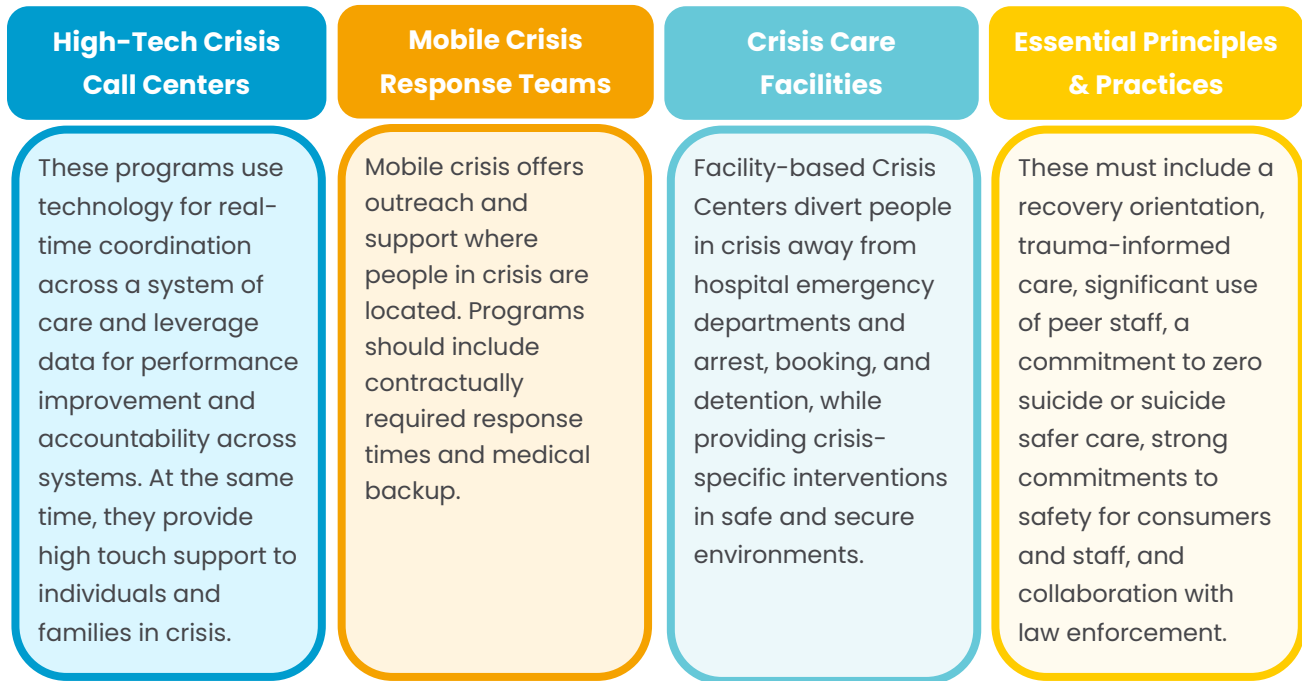 High-Tech Crisis
Call Centers
These programs use
technology for real-
time coordination
across a system of
care and leverage
data for performance
improvement and
accountability across
systems. At the same
time, they provide
high touch support to
individuals and
families in crisis.
Mobile Crisis
Response Teams
Mobile crisis offers
outreach and
support where
people in crisis are
located. Programs
should include
contractually
required response
times and medical
backup.
Crisis Care
Facilities
Facility-based Crisis
Centers divert people
in crisis away from
hospital emergency
departments and
arrest, booking, and
detention, while
providing crisis-
specific interventions
in safe and secure
environments.
Essential Principles
& Practices
These must include a
recovery orientation,
trauma-informed
care, significant use
of peer staff, a
commitment to zero
suicide or suicide
safer care, strong
commitments to
safety for consumers
and staff, and
collaboration with
law enforcement.